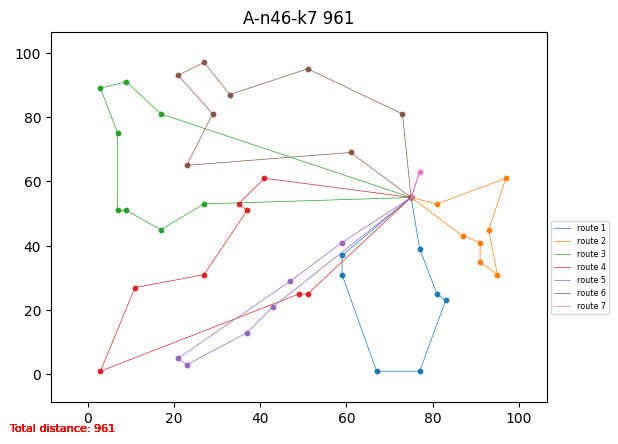 A-n46-k7 961
100
80
60
40
20
0
0 20 40 60 80 100
route 1
route 2
route 3
route 4
route 5
route 6
route 7
Total distance: 961